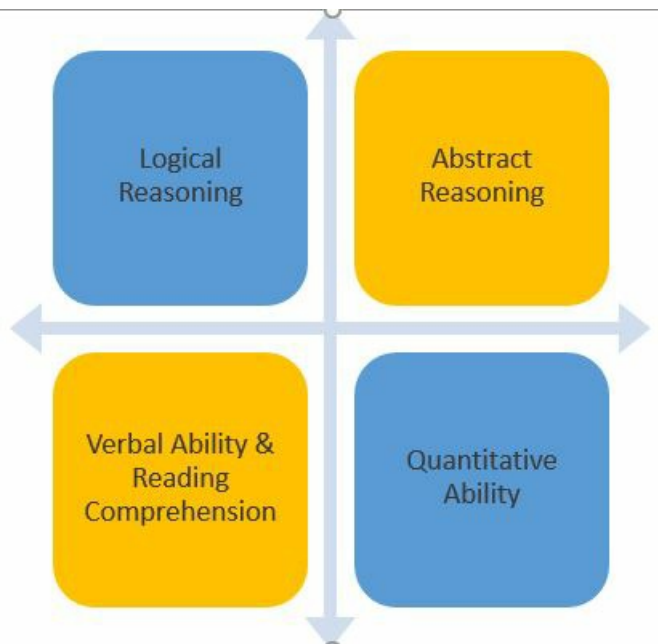 Logical
Reasoning
Abstract
Reasoning
Verbal Ability &
Reading
Comprehension
Quantitative
Ability